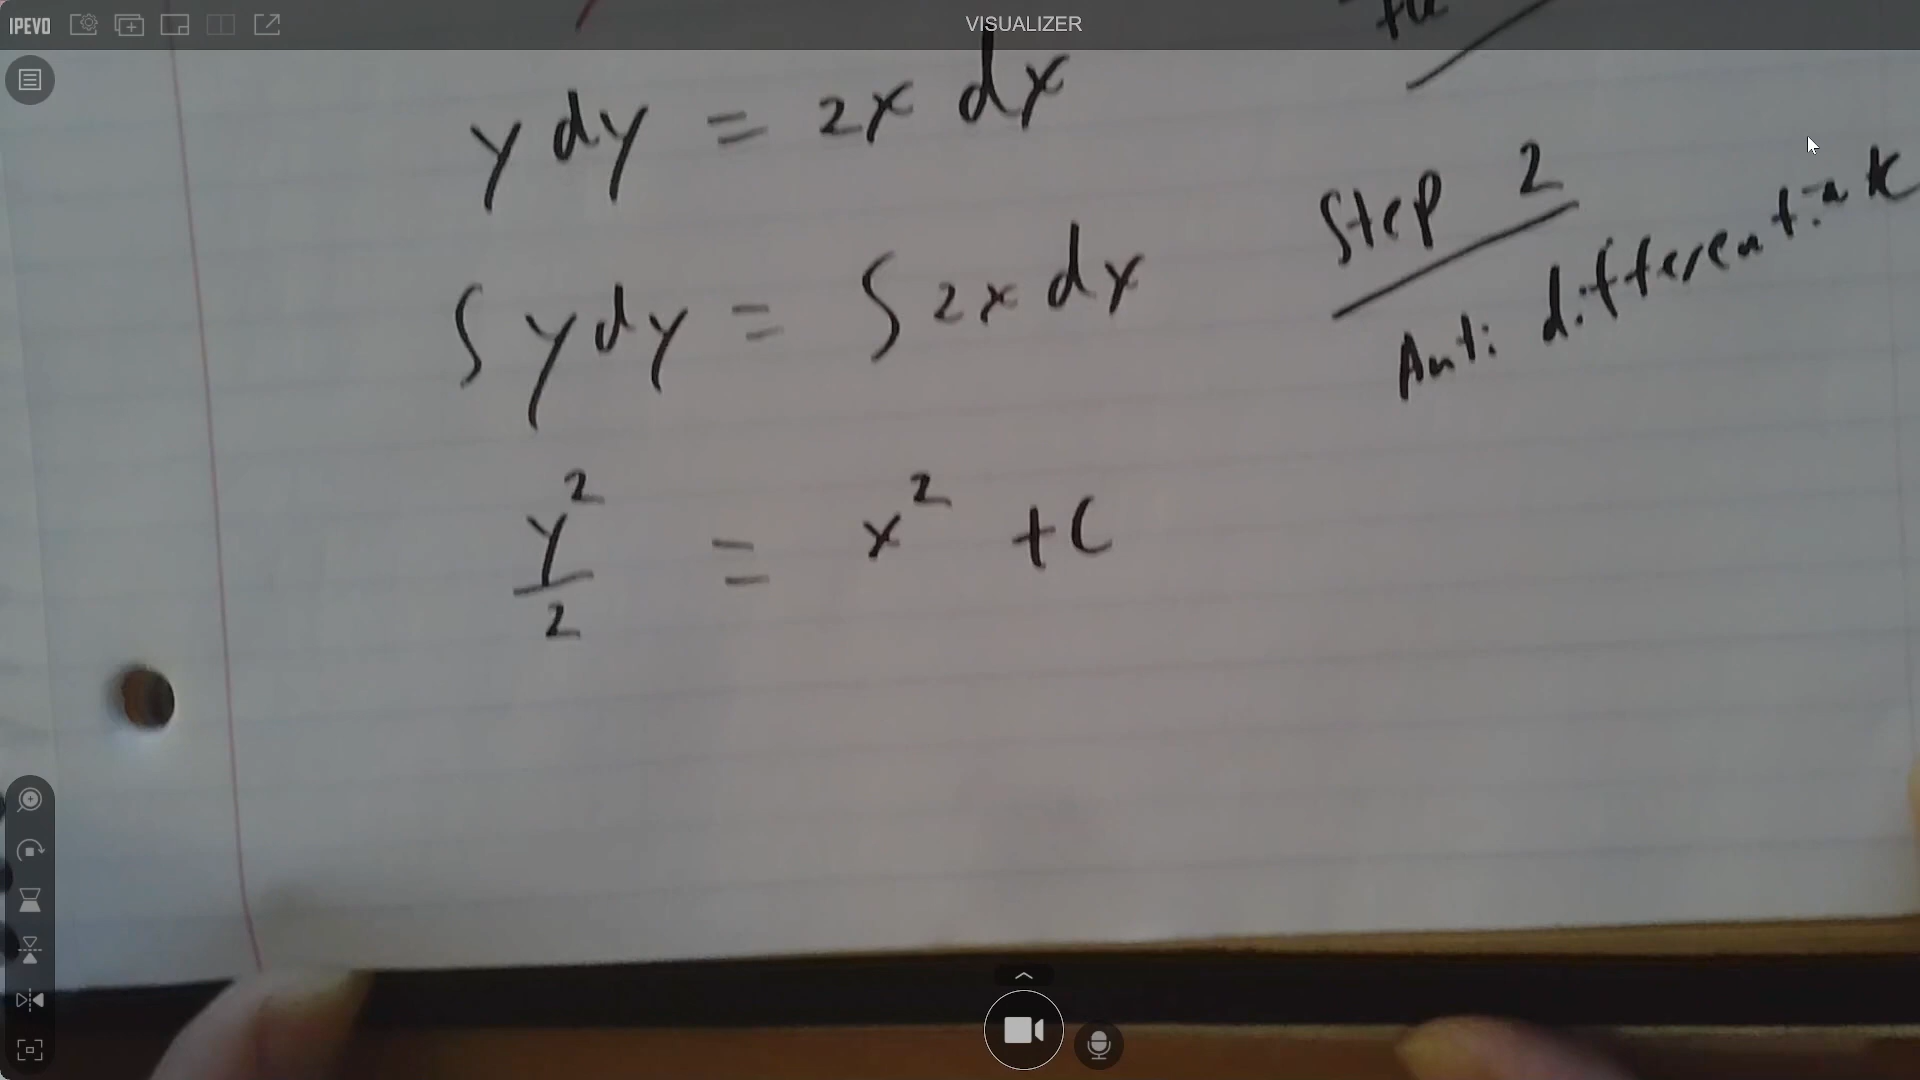 IPEVO
VISUALIZER
y dy = 2x dx
Step 2
∫ y dy = ∫ 2x dx
Anti differentiate
y²/2 = x² + C